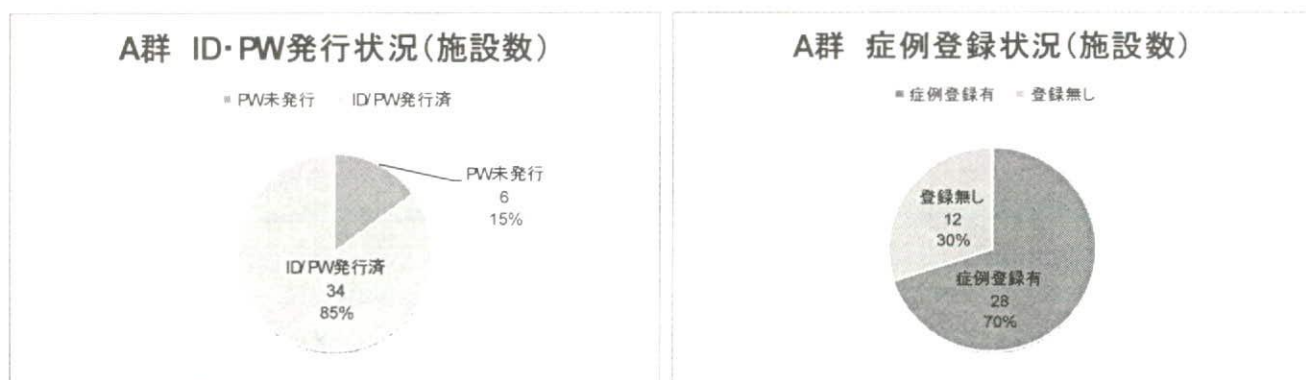 A群 ID・PW発行状況(施設数)
PW未発行 ID/PW発行済
PW未発行
6
15%
ID/PW発行済
34
85%
A群 症例登録状況(施設数)
症例登録有 登録無し
登録無し
12
30%
症例登録有
28
70%